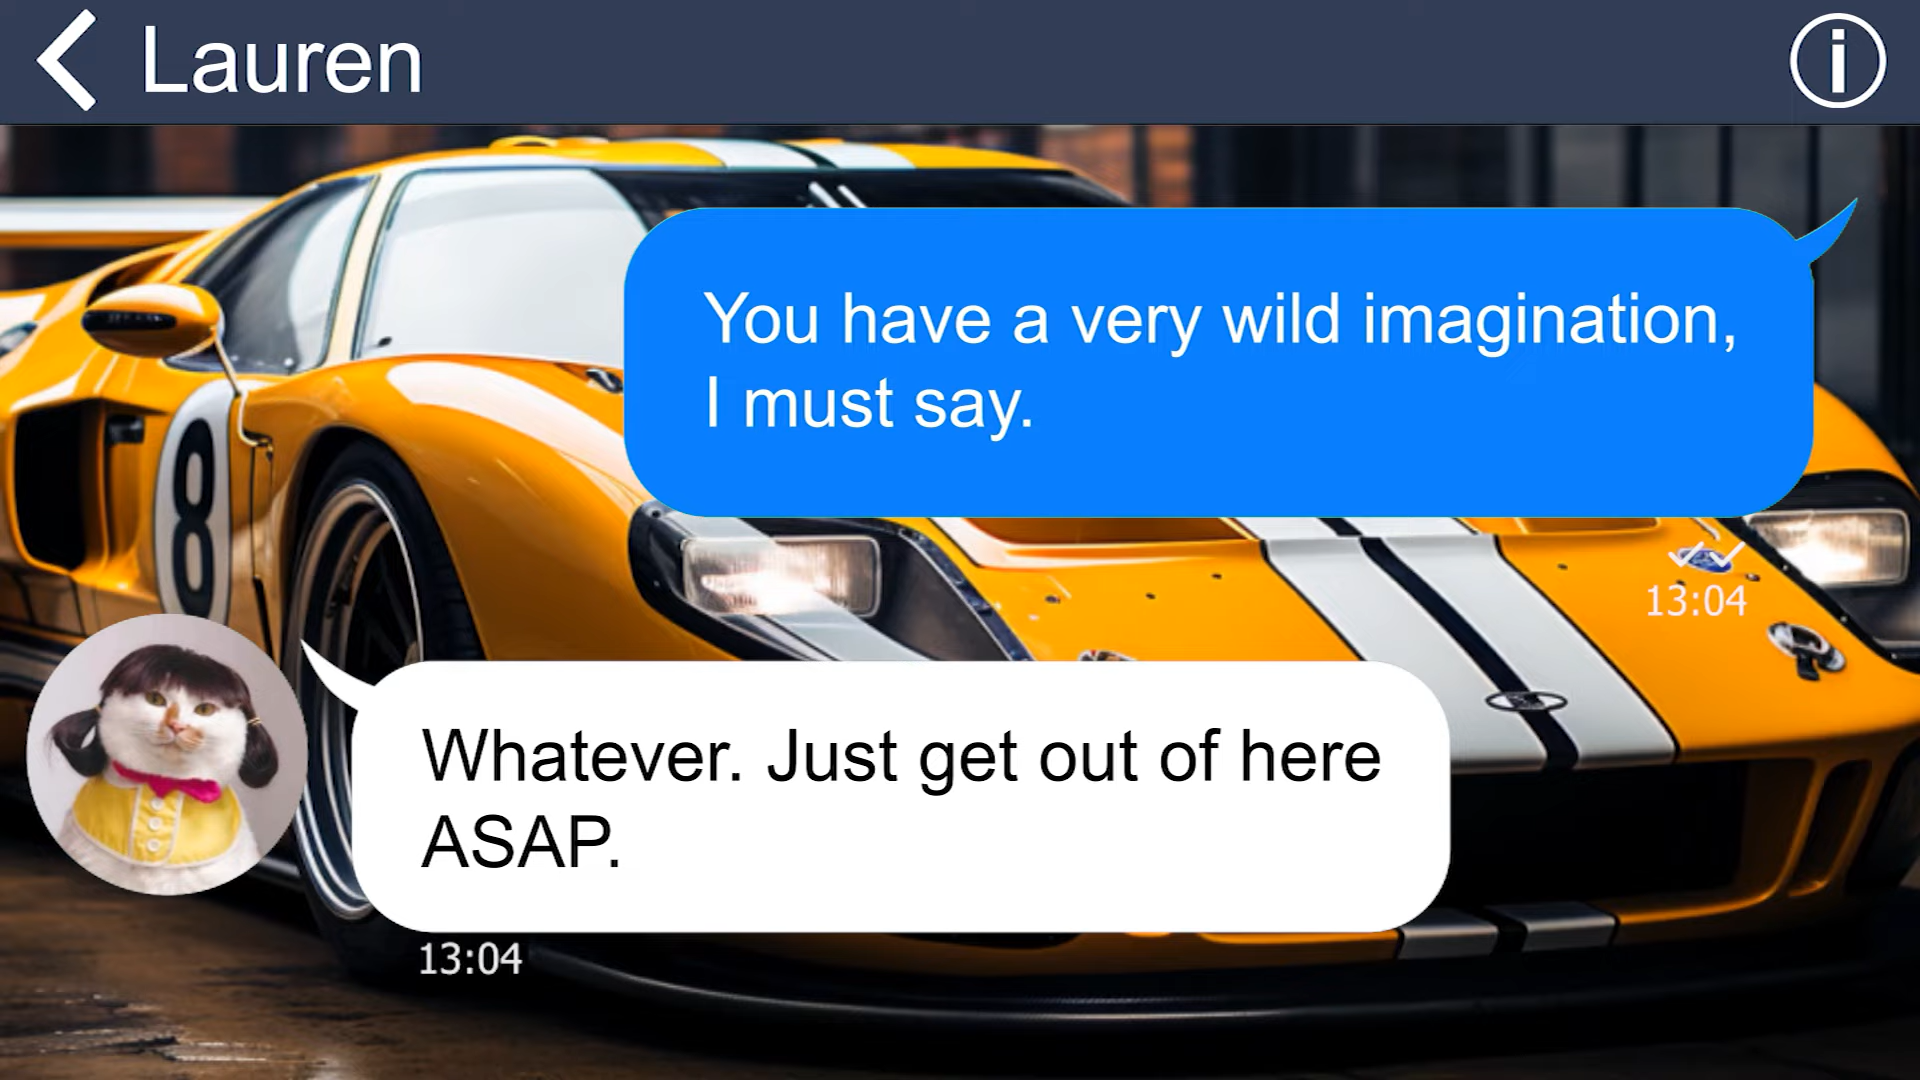 Lauren
You have a very wild imagination,
I must say.
13:04
8
Whatever. Just get out of here
ASAP.
13:04